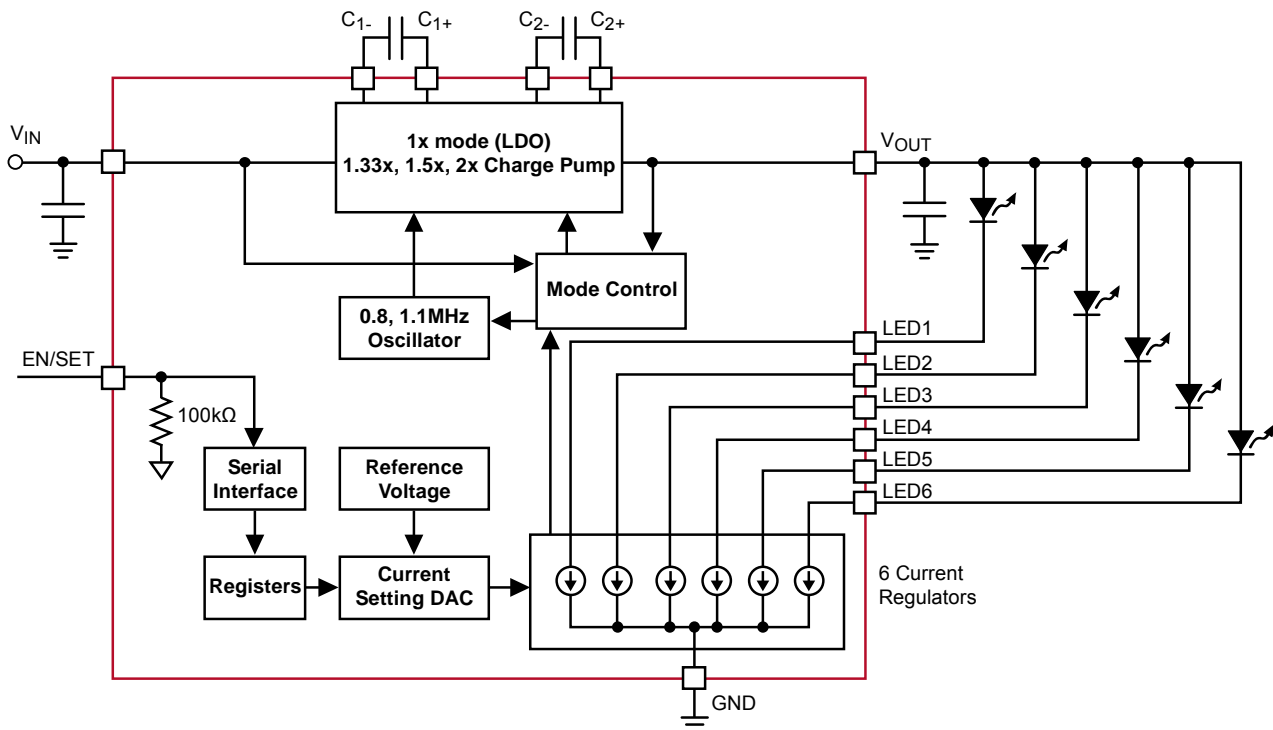 C1- C1+ C2- C2+
VIN
1x mode (LDO)
1.33x, 1.5x, 2x Charge Pump
VOUT
Mode Control
0.8, 1.1MHz
Oscillator
EN/SET
100kΩ
LED1
LED2
LED3
LED4
LED5
LED6
Serial
Interface
Reference
Voltage
Registers
Current
Setting DAC
6 Current
Regulators
GND